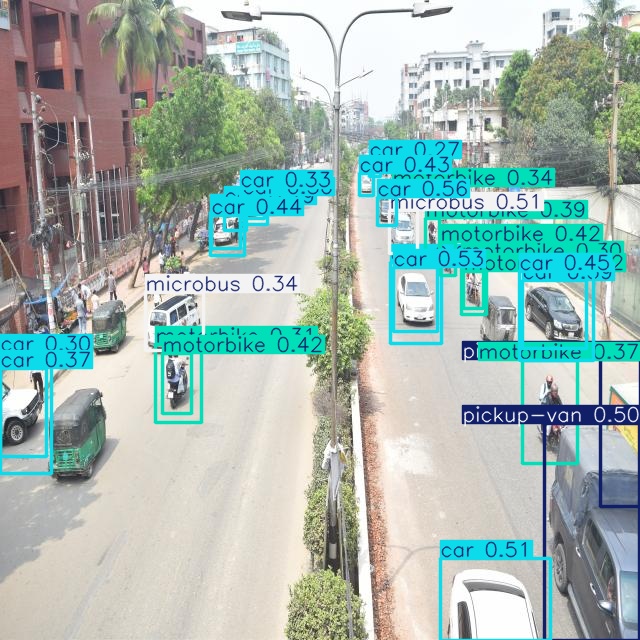 car 0.27
car 0.43
motorbike 0.34
car 0.33
car 0.56
microbus 0.51
car 0.44
0.39
motorbike 0.42
car 0.53
car 0.45
microbus 0.34
motorbike 0.31
motorbike 0.42
car 0.30
car 0.37
motorbike 0.37
pickup-van 0.50
car 0.51